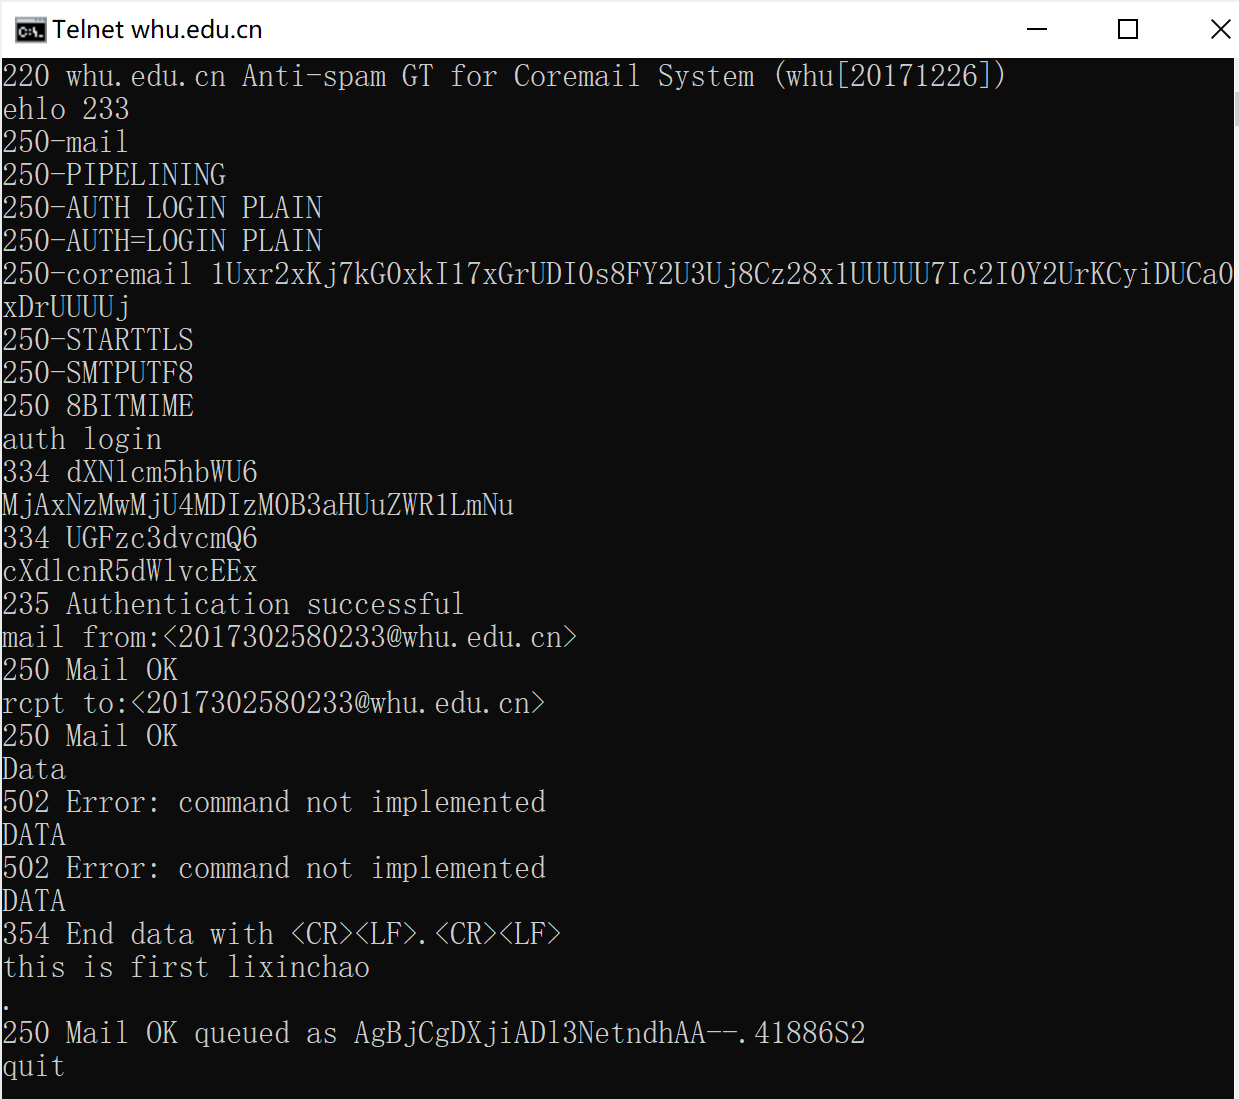 Telnet whu.edu.cn
220 whu.edu.cn Anti-spam GT for Coremail System (whu[20171226])
ehlo 233
250-mail
250-PIPELINING
250-AUTH LOGIN PLAIN
250-AUTH=LOGIN PLAIN
250-coremail 1Uxr2xKj7kG0xkI17xGrUDI0s8FY2U3Uj8Cz28x1UUUUU7Ic2I0Y2UrKCyiDUCa0
xDrUUUUj
250-STARTTLS
250-SMTPUTF8
250 8BITMIME
auth login
334 dXNlcm5hbWU6
MjAxNzMwMjU4MDIzM0B3aHUuZWR1LmNu
334 UGFzc3dvcmQ6
cXdlcnR5dWlvcEEx
235 Authentication successful
mail from:<2017302580233@whu.edu.cn>
250 Mail OK
rcpt to:<2017302580233@whu.edu.cn>
250 Mail OK
Data
502 Error: command not implemented
DATA
502 Error: command not implemented
DATA
354 End data with <CR><LF>.<CR><LF>
this is first lixinchao
.
250 Mail OK queued as AgBjCgDXjiADl3NetndhAA--.41886S2
quit